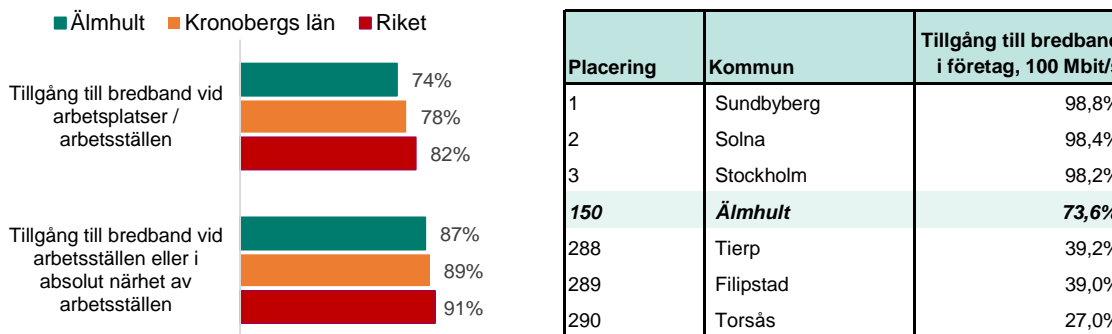 Älmhult Kronobergs län Riket
Tillgång till bredband vid
arbetsplatser /
arbetsställen
74%
78%
82%
Tillgång till bredband vid
arbetsställen eller i
absolut närhet av
arbetsställen
87%
89%
91%
Placering Kommun Tillgång till bredband
i företag, 100 Mbit/s
1 Sundbyberg 98,8%
2 Solna 98,4%
3 Stockholm 98,2%
150 Älmhult 73,6%
288 Tierp 39,2%
289 Filipstad 39,0%
290 Torsås 27,0%